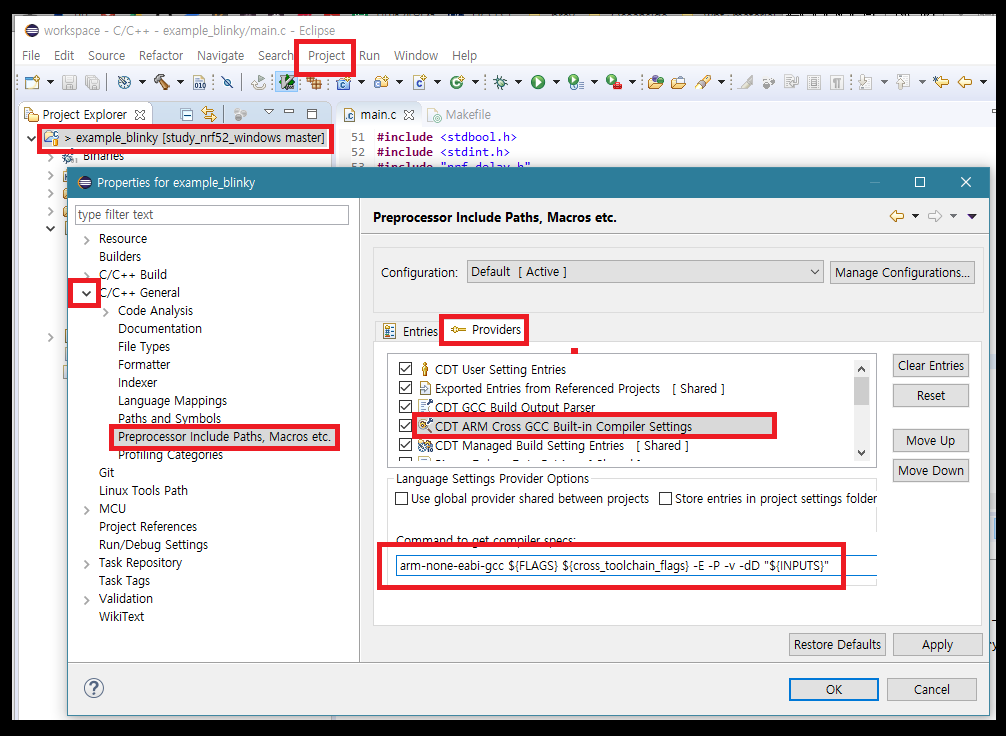 workspace - C/C++ - example_blinky/main.c - Eclipse
File Edit Source Refactor Navigate Search Project Run Window Help
Project Explorer
main.c
Makefile
> example_blinky [study_nrf52_windows master]
Binaries
51 #include <stdbool.h>
52 #include <stdint.h>
53 #include "nrf_delay.h"
Properties for example_blinky
type filter text
Resource
Builders
C/C++ Build
C/C++ General
Code Analysis
Documentation
File Types
Formatter
Indexer
Language Mappings
Paths and Symbols
Preprocessor Include Paths, Macros etc.
Profiling Categories
Git
Linux Tools Path
MCU
Project References
Run/Debug Settings
Task Repository
Task Tags
Validation
WikiText
Preprocessor Include Paths, Macros etc.
Configuration: Default [ Active ] Manage Configurations...
Entries Providers
CDT User Setting Entries
Exported Entries from Referenced Projects [ Shared ]
CDT GCC Build Output Parser
CDT ARM Cross GCC Built-in Compiler Settings
CDT Managed Build Setting Entries [ Shared ]
Clear Entries
Reset
Move Up
Move Down
Language Settings Provider Options
Use global provider shared between projects Store entries in project settings folder
Command to get compiler specs:
arm-none-eabi-gcc ${FLAGS} ${cross_toolchain_flags} -E -P -v -dD "${INPUTS}"
Restore Defaults Apply
OK Cancel